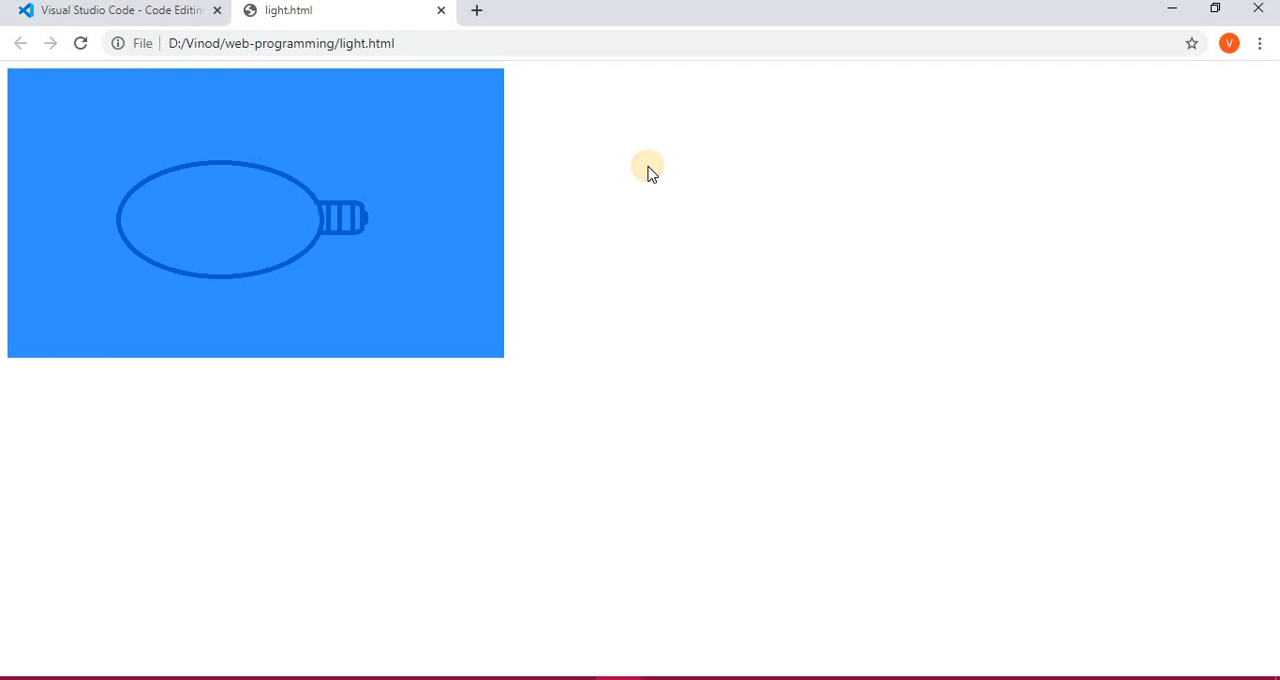 Visual Studio Code - Code Editin
light.html
File
D:/Vinod/web-programming/light.html
V